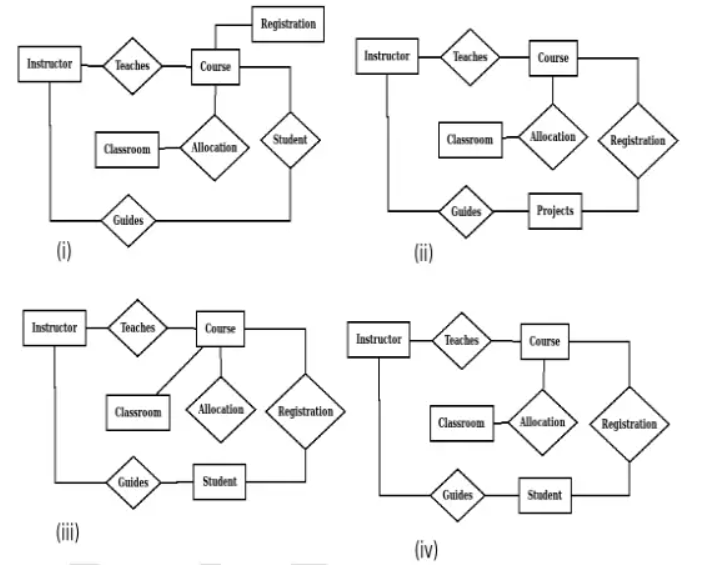 Registration
Instructor
Teaches
Course
Classroom
Allocation
Student
Guides
(i)
Instructor
Teaches
Course
Classroom
Allocation
Registration
Guides
Projects
(ii)
Instructor
Teaches
Course
Classroom
Allocation
Registration
Guides
Student
(iii)
Instructor
Teaches
Course
Classroom
Allocation
Registration
Guides
Student
(iv)